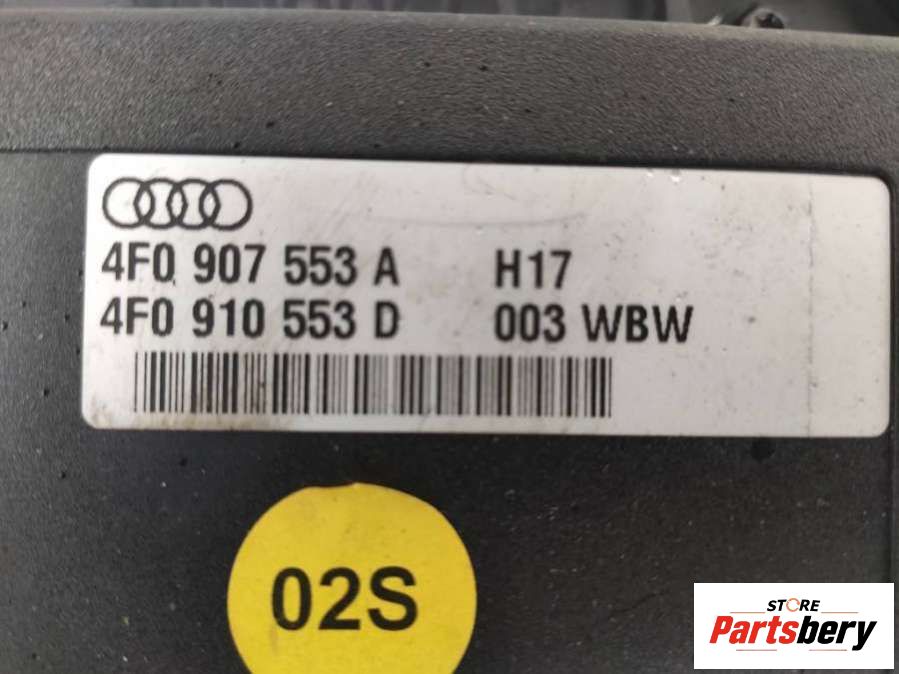 4F0 907 553 A H17
4F0 910 553 D 003 WBW
02S
STORE
Partsbery